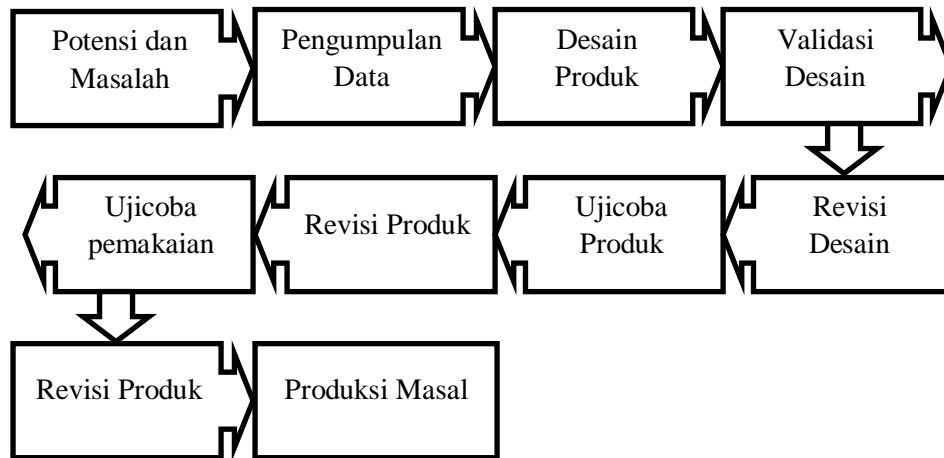 Potensi dan
Masalah
Pengumpulan
Data
Desain
Produk
Validasi
Desain
Revisi
Desain
Ujicoba
Produk
Revisi Produk
Ujicoba
pemakaian
Revisi Produk
Produksi Masal